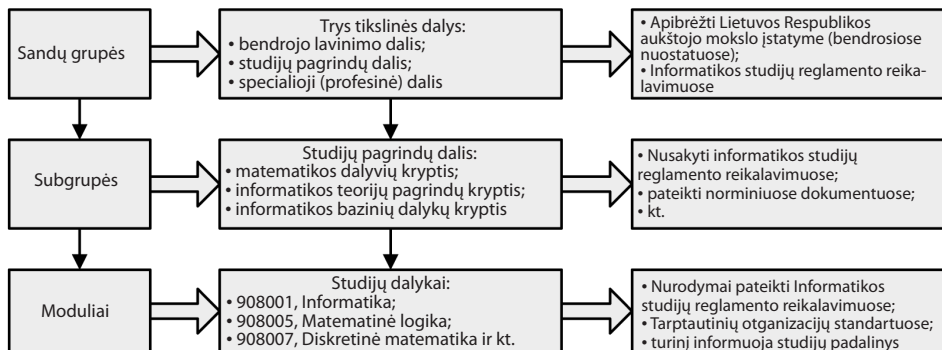 Sandų grupės
Trys tikslinės dalys:
• bendrojo lavinimo dalis;
• studijų pagrindų dalis;
• specialioji (profesinė) dalis
• Apibrėžti Lietuvos Respublikos
aukštojo mokslo įstatyme (bendrosiose
nuostatuose);
• Informatikos studijų reglamento reika-
lavimuose
Subgrupės
Studijų pagrindų dalis:
• matematikos dalyvių kryptis;
• informatikos teorijų pagrindų kryptis;
• informatikos bazinių dalykų kryptis
• Nusakyti informatikos studijų
reglamento reikalavimuose;
• pateikti norminiuose dokumentuose;
• kt.
Moduliai
Studijų dalykai:
• 908001, Informatika;
• 908005, Matematinė logika;
• 908007, Diskretinė matematika ir kt.
• Nurodymai pateikti Informatikos
studijų reglamento reikalavimuose;
• Tarptautinių otganizacijų standartuose;
• turinį informuoja studijų padalinys